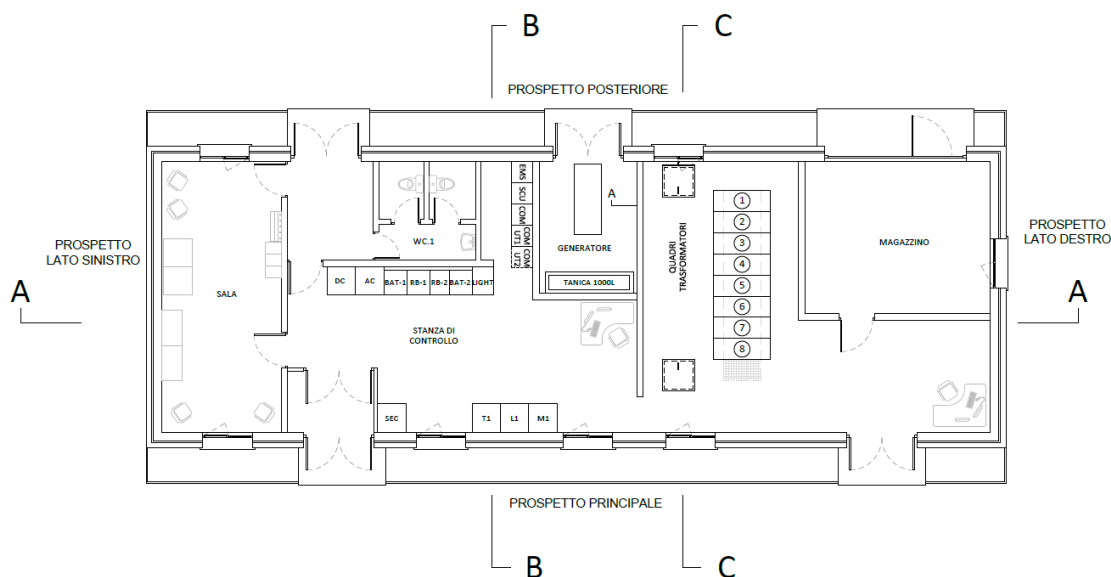 B
C
PROSPETTO POSTERIORE
EMS
SCU
COM
COM
UT1
COM
UT2
A
GENERATORE
TANICA 1000L
QUADRI
TRASFORMATORI
1
2
3
4
5
6
7
8
MAGAZZINO
PROSPETTO
LATO DESTRO
A
PROSPETTO
LATO SINISTRO
A
SALA
WC.1
DC
AC
BAT-1
RB-1
RB-2
BAT-2
LIGHT
STANZA DI
CONTROLLO
SEC
T1
L1
M1
PROSPETTO PRINCIPALE
B
C